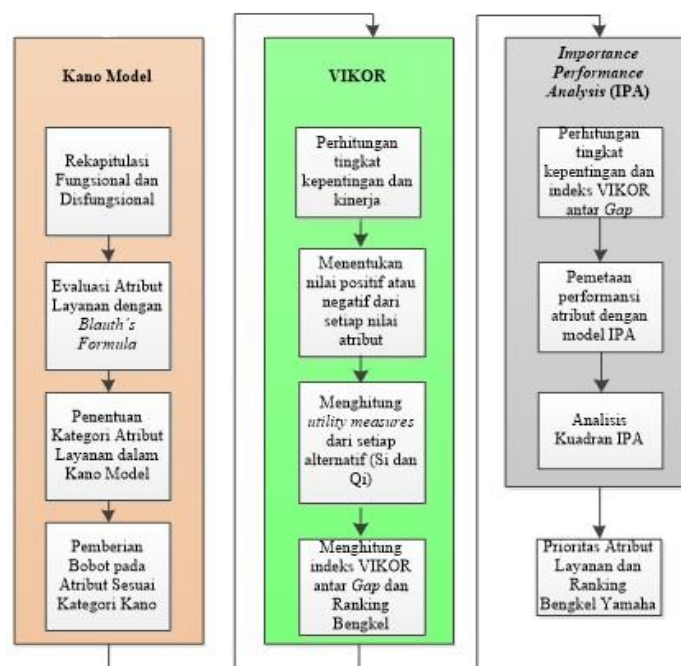 Kano Model
Rekapitulasi
Fungsional dan
Disfungsional
Evaluasi Atribut
Layanan dengan
Blauth's
Formula
Penentuan
Kategori Atribut
Layanan dalam
Kano Model
Pemberian
Bobot pada
Atribut Sesuai
Kategori Kano
VIKOR
Perhitungan
tingkat
kepentingan dan
kinerja
Menentukan
nilai positif atau
negatif dari
setiap nilai
atribut
Menghitung
utility measures
dari setiap
alternatif (Si dan
Qi)
Menghitung
indeks VIKOR
antar Gap dan
Ranking
Bengkel
Importance
Performance
Analysis (IPA)
Perhitungan
tingkat
kepentingan dan
indeks VIKOR
antar Gap
Pemetaan
performansi
atribut dengan
model IPA
Analisis
Kuadran IPA
Prioritas Atribut
Layanan dan
Ranking
Bengkel Yamaha